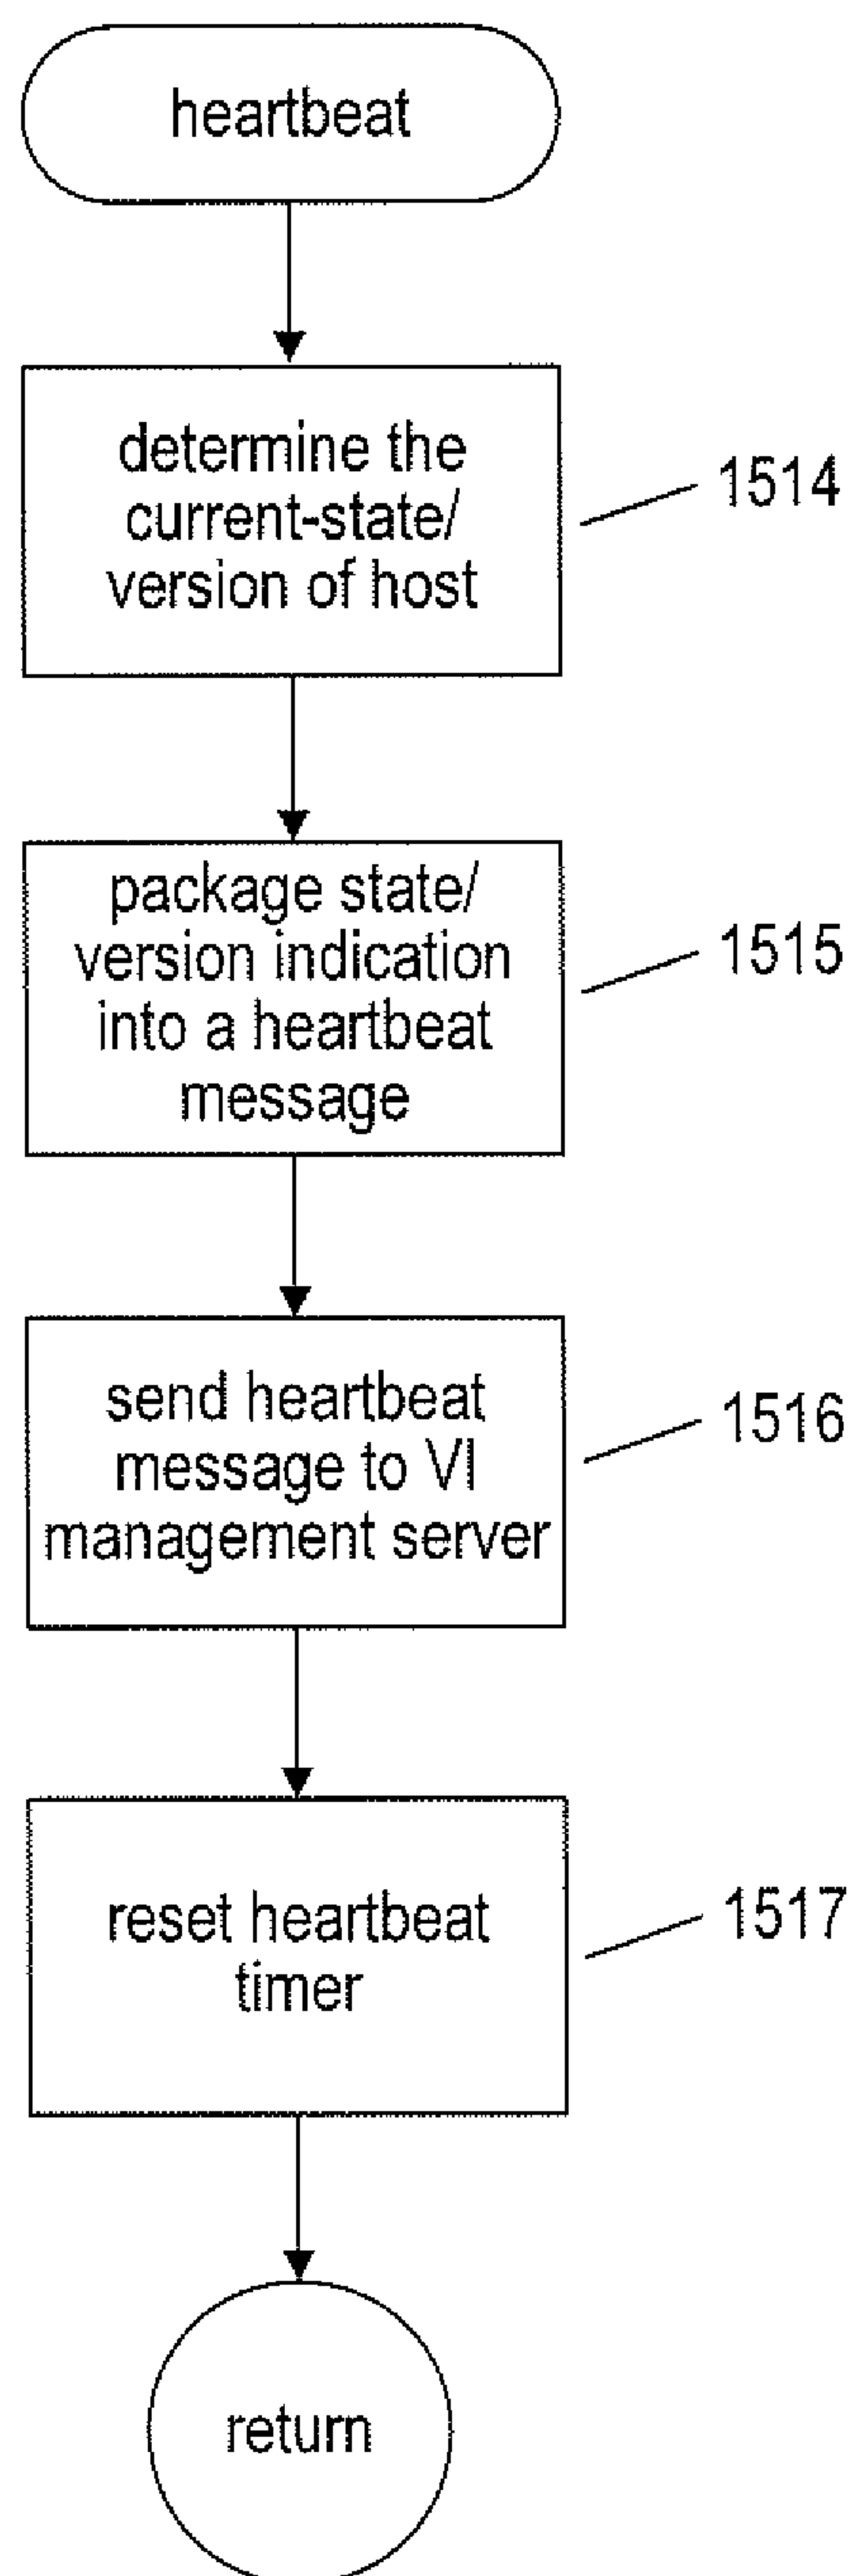 heartbeat
determine the
current-state/
version of host
1514
package state/
version indication
into a heartbeat
message
1515
send heartbeat
message to VI
management server
1516
reset heartbeat
timer
1517
return